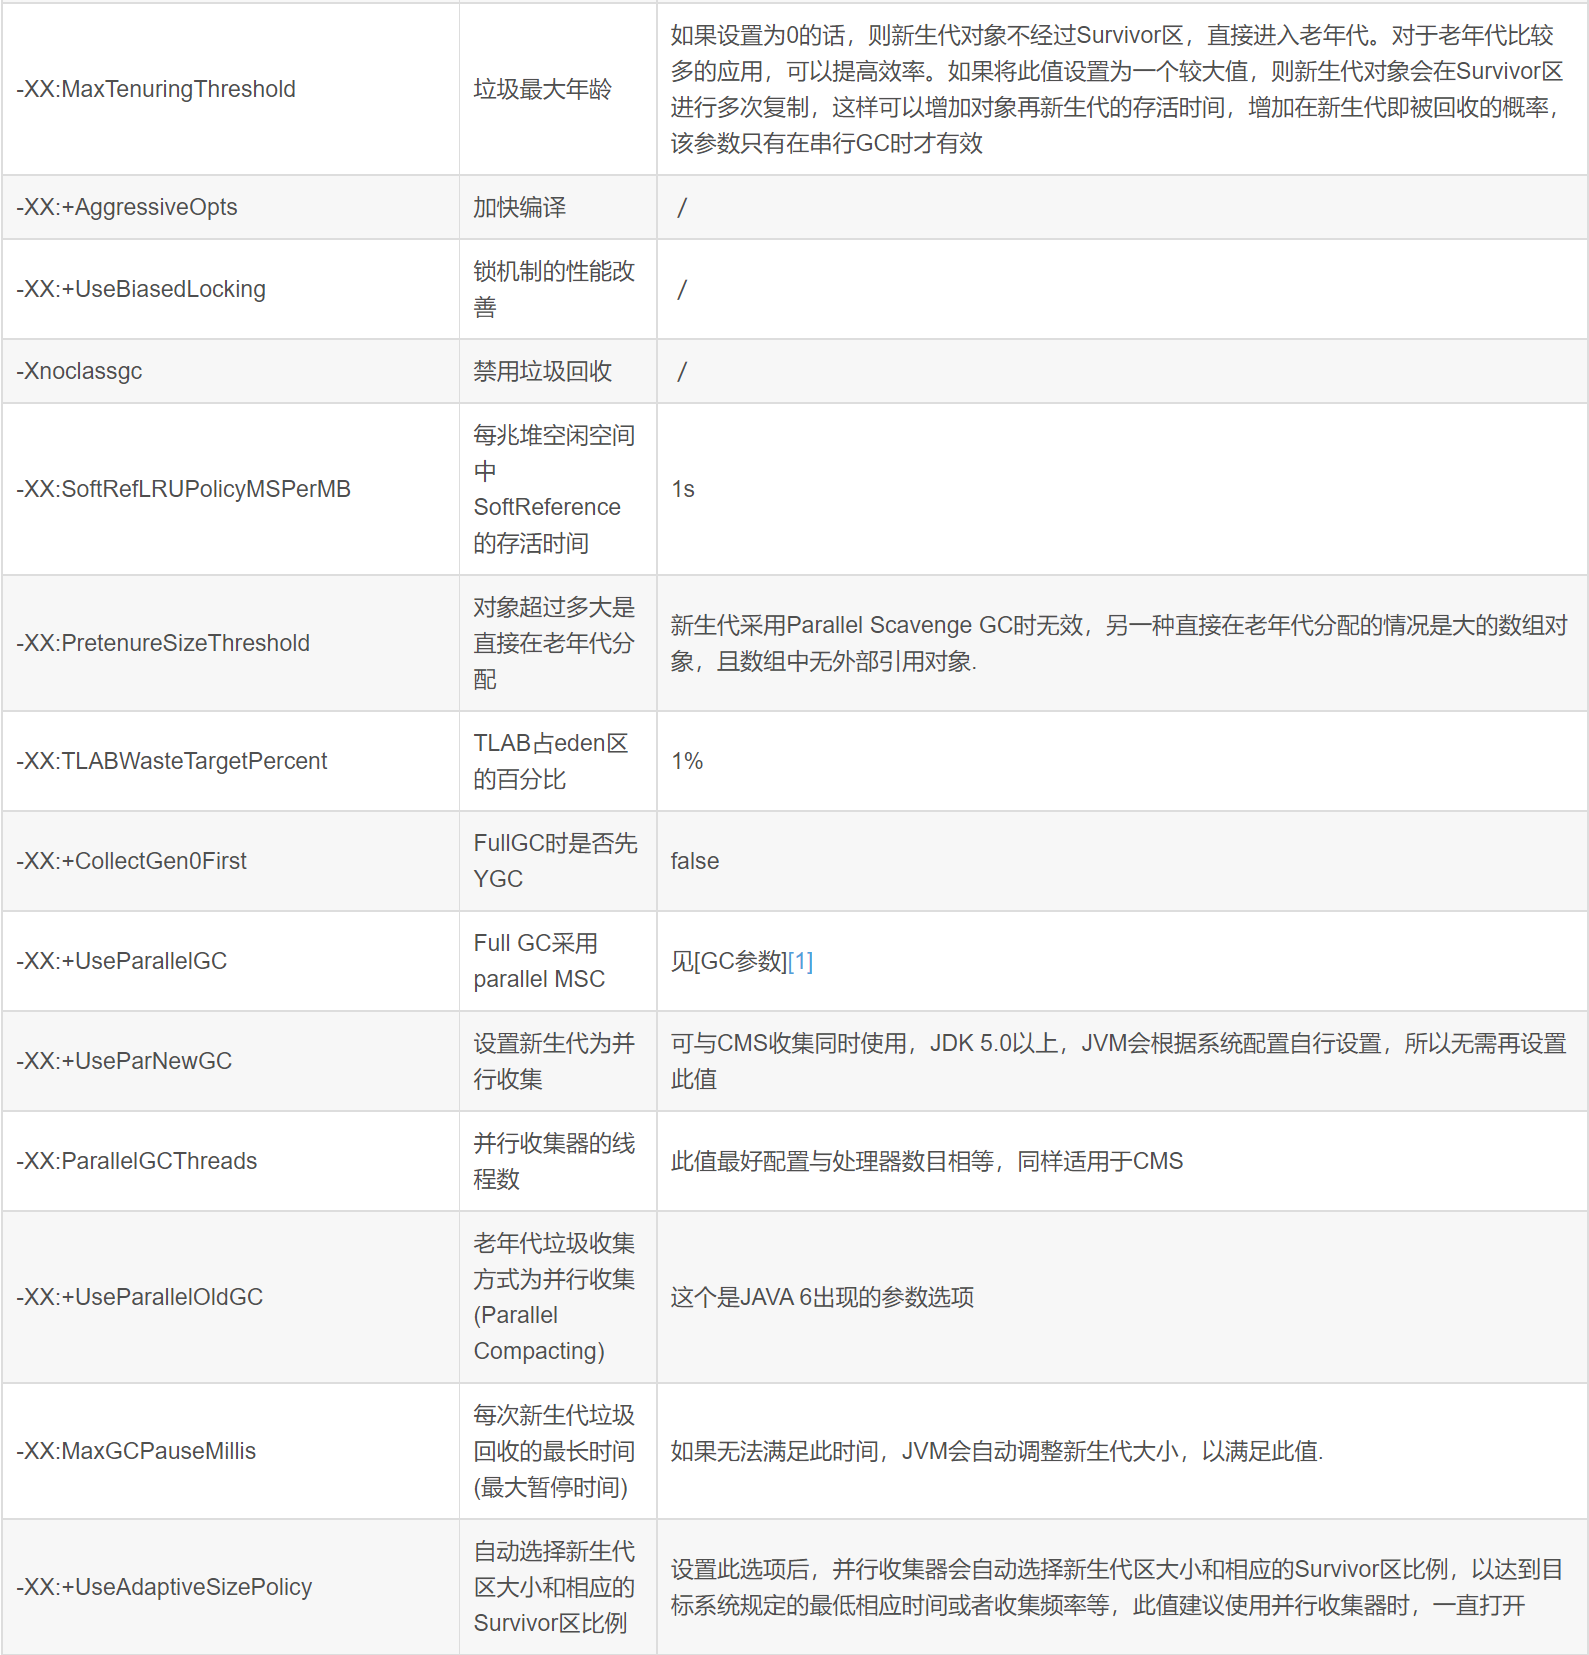 -XX:MaxTenuringThreshold
垃圾最大年龄
如果设置为0的话，则新生代对象不经过Survivor区，直接进入老年代。对于老年代比较
多的应用，可以提高效率。如果将此值设置为一个较大值，则新生代对象会在Survivor区
进行多次复制，这样可以增加对象再新生代的存活时间，增加在新生代即被回收的概率，
该参数只有在串行GC时才有效
-XX:+AggressiveOpts
加快编译
/
-XX:+UseBiasedLocking
锁机制的性能改
善
/
-Xnoclassgc
禁用垃圾回收
/
-XX:SoftRefLRUPolicyMSPerMB
每兆堆空闲空间
中
SoftReference
的存活时间
1s
-XX:PretenureSizeThreshold
对象超过多大是
直接在老年代分
配
新生代采用Parallel Scavenge GC时无效，另一种直接在老年代分配的情况是大的数组对
象，且数组中无外部引用对象.
-XX:TLABWasteTargetPercent
TLAB占eden区
的百分比
1%
-XX:+CollectGen0First
FullGC时是否先
YGC
false
-XX:+UseParallelGC
Full GC采用
parallel MSC
见[GC参数][1]
-XX:+UseParNewGC
设置新生代为并
行收集
可与CMS收集同时使用，JDK 5.0以上，JVM会根据系统配置自行设置，所以无需再设置
此值
-XX:ParallelGCThreads
并行收集器的线
程数
此值最好配置与处理器数目相等，同样适用于CMS
-XX:+UseParallelOldGC
老年代垃圾收集
方式为并行收集
(Parallel
Compacting)
这个是JAVA 6出现的参数选项
-XX:MaxGCPauseMillis
每次新生代垃圾
回收的最长时间
(最大暂停时间)
如果无法满足此时间，JVM会自动调整新生代大小，以满足此值.
-XX:+UseAdaptiveSizePolicy
自动选择新生代
区大小和相应的
Survivor区比例
设置此选项后，并行收集器会自动选择新生代区大小和相应的Survivor区比例，以达到目
标系统规定的最低相应时间或者收集频率等，此值建议使用并行收集器时，一直打开